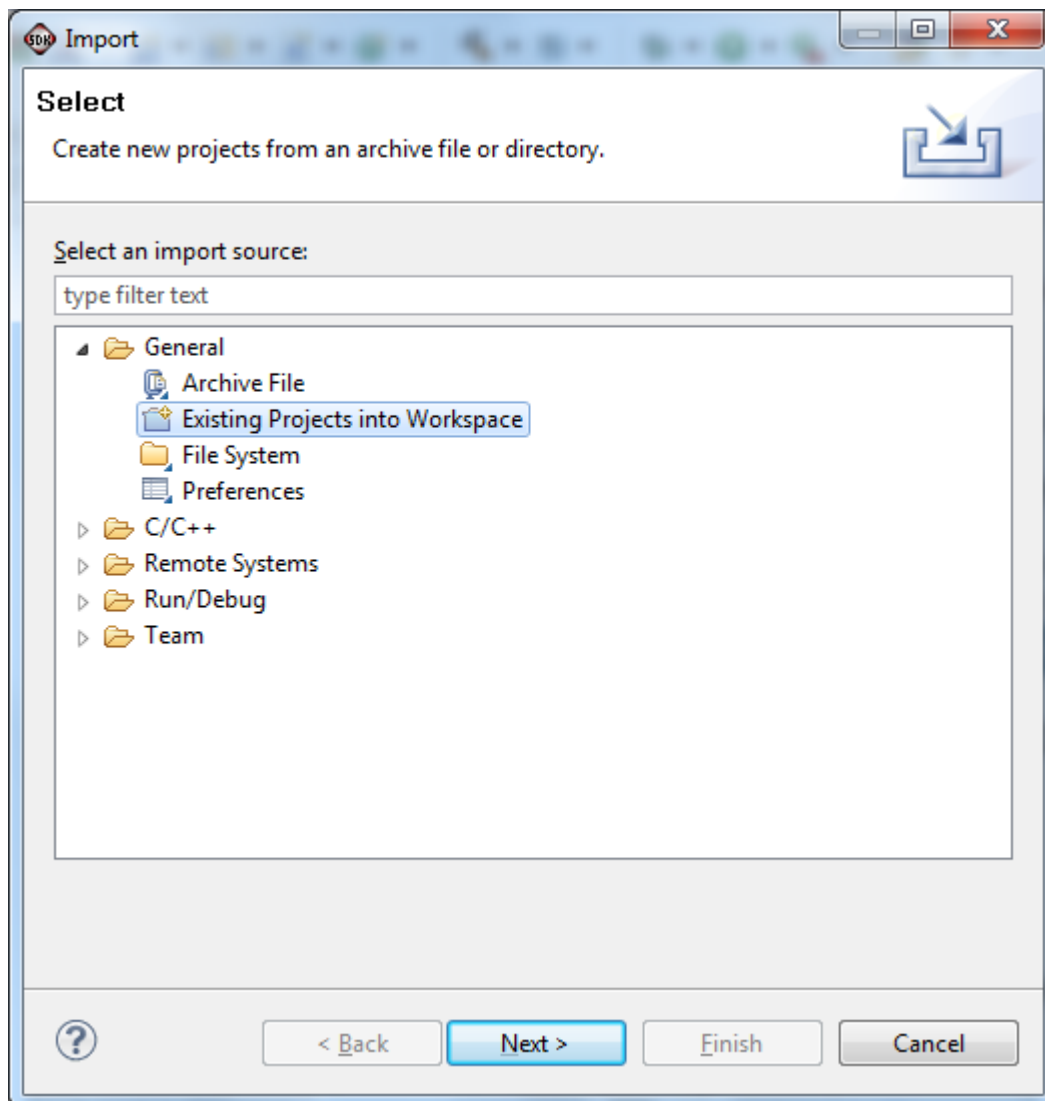 SDK Import
Select
Create new projects from an archive file or directory.
Select an import source:
type filter text
General
Archive File
Existing Projects into Workspace
File System
Preferences
C/C++
Remote Systems
Run/Debug
Team
? < Back Next > Finish Cancel